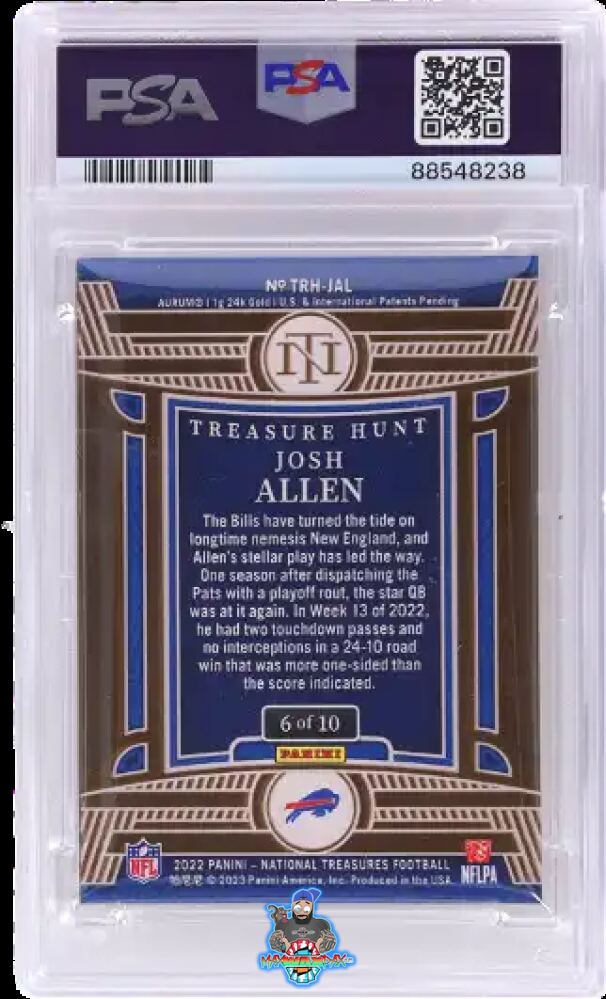 PSA
PSA
88548238
Nº TRH-JAL
AURUM® | 1g 24k Gold | U.S. & International Patents Pending
TREASURE HUNT
JOSH
ALLEN
The Bills have turned the tide on
longtime nemesis New England, and
Allen's stellar play has led the way.
One season after dispatching the
Pats with a playoff rout, the star QB
was at it again. In Week 13 of 2022,
he had two touchdown passes and
no interceptions in a 24-10 road
win that was more one-sided than
the score indicated.
6 of 10
PANINI
NFL
2022 PANINI – NATIONAL TREASURES FOOTBALL
© 2023 Panini America, Inc. Produced in the USA.
NFLPA